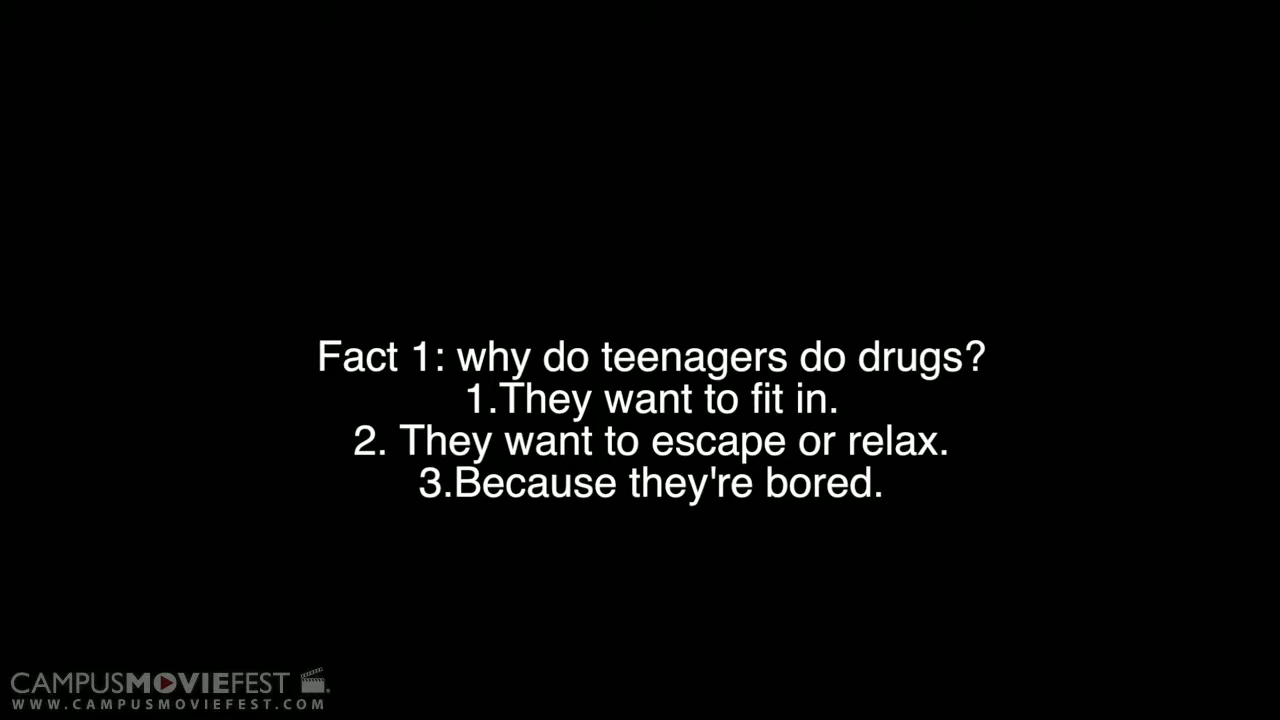 Fact 1: why do teenagers do drugs?
1.They want to fit in.
2. They want to escape or relax.
3.Because they're bored.
CAMPUSMOVIEFEST
WWW.CAMPUSMOVIEFEST.COM